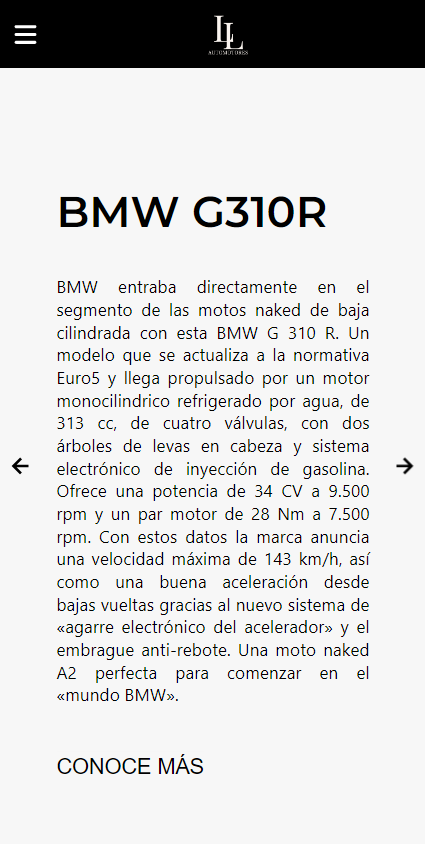 LL
AUTOMOTORES
BMW G310R
BMW entraba directamente en el
segmento de las motos naked de baja
cilindrada con esta BMW G 310 R. Un
modelo que se actualiza a la normativa
Euro5 y llega propulsado por un motor
monocilindrico refrigerado por agua, de
313 cc, de cuatro válvulas, con dos
árboles de levas en cabeza y sistema
electrónico de inyección de gasolina.
Ofrece una potencia de 34 CV a 9.500
rpm y un par motor de 28 Nm a 7.500
rpm. Con estos datos la marca anuncia
una velocidad máxima de 143 km/h, así
como una buena aceleración desde
bajas vueltas gracias al nuevo sistema de
«agarre electrónico del acelerador» y el
embrague anti-rebote. Una moto naked
A2 perfecta para comenzar en el
«mundo BMW».
CONOCE MÁS